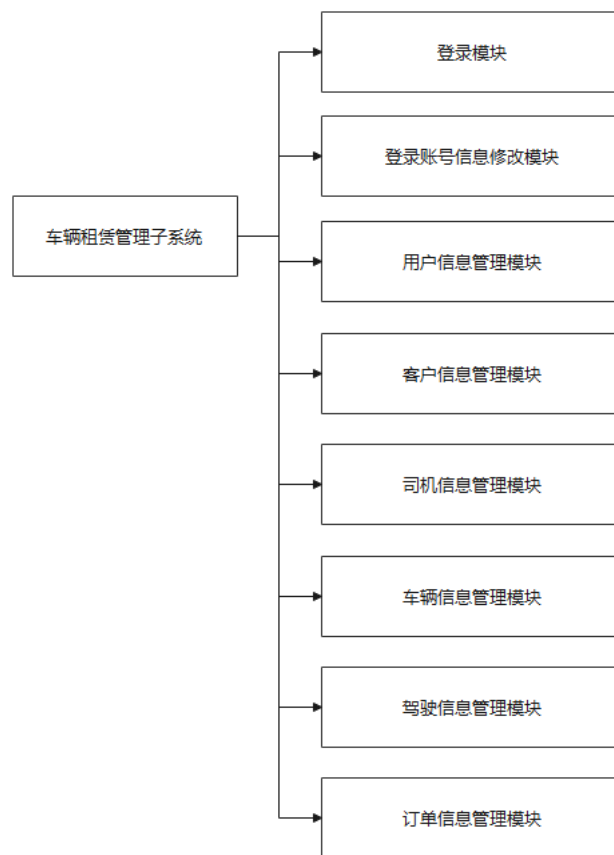 登录模块
登录账号信息修改模块
车辆租赁管理子系统
用户信息管理模块
客户信息管理模块
司机信息管理模块
车辆信息管理模块
驾驶信息管理模块
订单信息管理模块